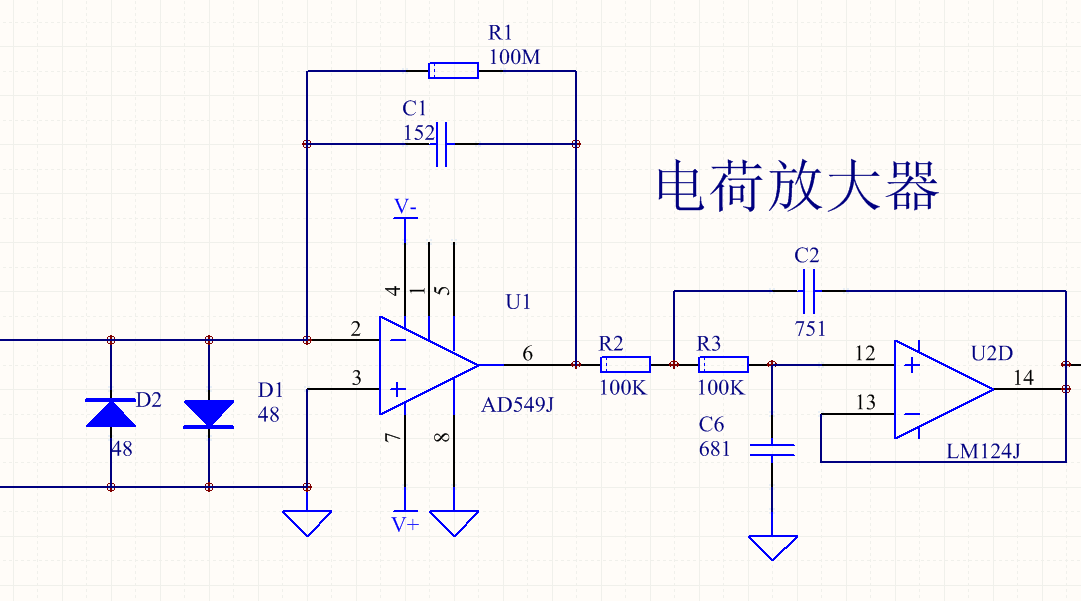 R1
100M
C1
152
电荷放大器
V-
4
1
5
C2
U1
751
2
6
R2
R3
12
U2D
3
100K
100K
14
D2
D1
48
AD549J
13
C6
681
48
7
8
LM124J
V+